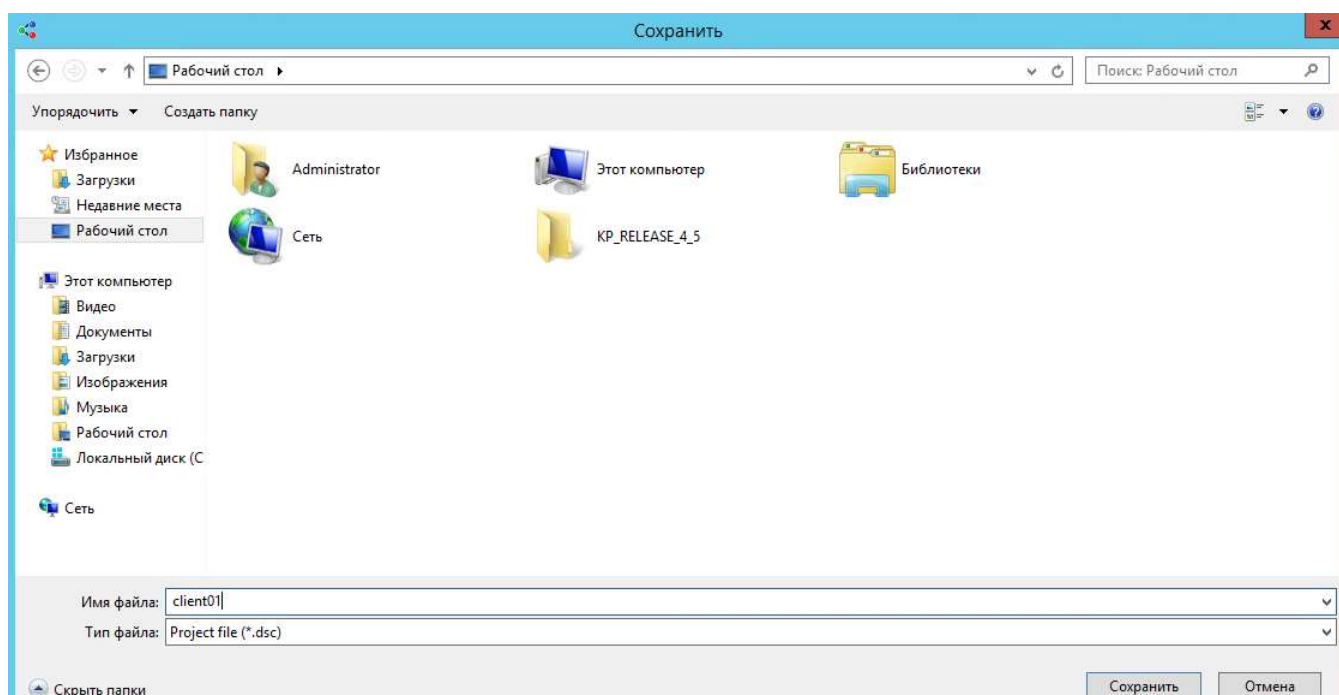 Сохранить
Рабочий стол
Поиск: Рабочий стол
Упорядочить Создать папку
Избранное
Загрузки
Недавние места
Рабочий стол
Этот компьютер
Видео
Документы
Загрузки
Изображения
Музыка
Рабочий стол
Локальный диск (C
Сеть
Administrator
Этот компьютер
Библиотеки
Сеть
KP_RELEASE_4_5
Имя файла: client01
Тип файла: Project file (*.dsc)
Скрыть папки
Сохранить Отмена